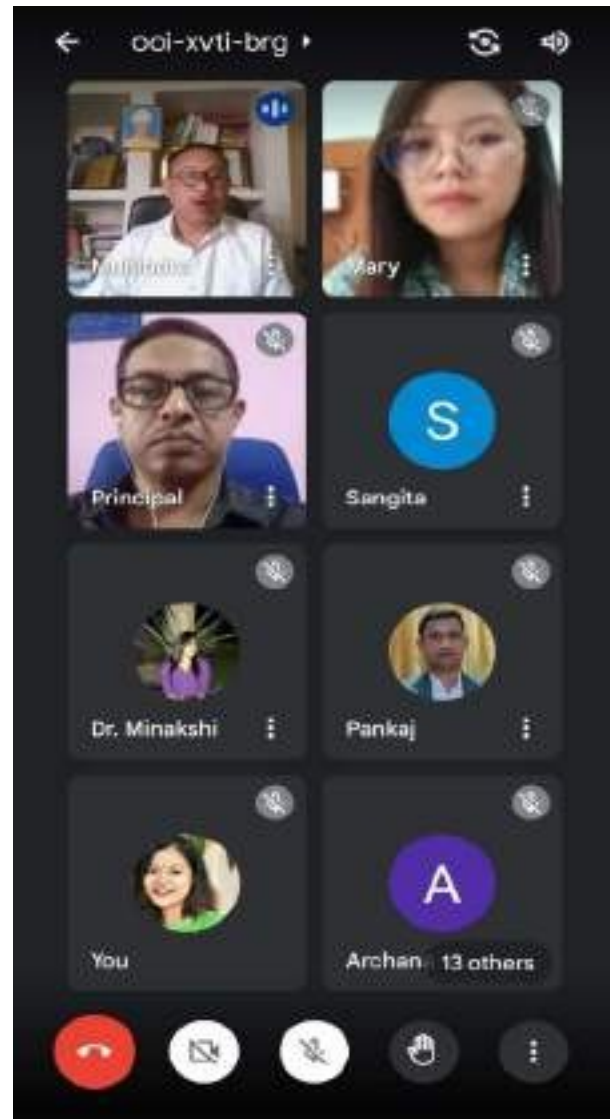 ooi-xvti-brg
Mary
Principal
S
Sangita
Dr. Minakshi
Pankaj
You
A
Archan 13 others